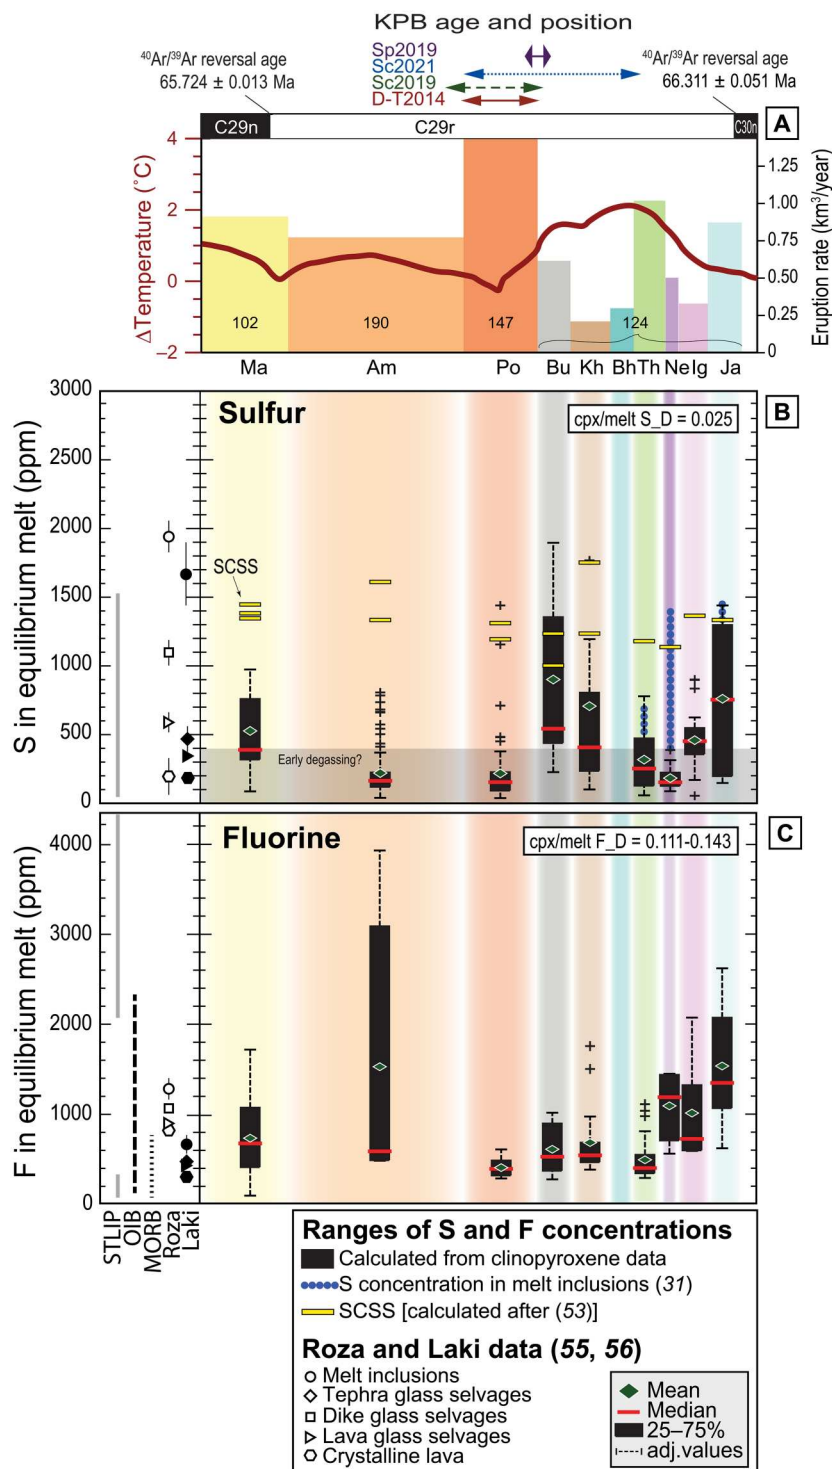 KPB age and position
Sp2019
Sc2021
Sc2019
D-T2014
40Ar/39Ar reversal age
65.724 ± 0.013 Ma
40Ar/39Ar reversal age
66.311 ± 0.051 Ma
C29n
C29r
C30n
A
ΔTemperature (˚C)
4
2
0
−2
Eruption rate (km3/year)
1.25
1.00
0.75
0.50
0.25
0
102
190
147
124
Ma
Am
Po
Bu
Kh
Bh
Th
Ne
Ig
Ja
B
Sulfur
cpx/melt S_D = 0.025
S in equilibrium melt (ppm)
3000
2500
2000
1500
1000
500
0
SCSS
Early degassing?
C
Fluorine
cpx/melt F_D = 0.111-0.143
F in equilibrium melt (ppm)
4000
3000
2000
1000
0
STLIP
OIB
MORB
Roza
Laki
Ranges of S and F concentrations
Calculated from clinopyroxene data
S concentration in melt inclusions (31)
SCSS [calculated after (53)]
Roza and Laki data (55, 56)
Melt inclusions
Tephra glass selvages
Dike glass selvages
Lava glass selvages
Crystalline lava
Mean
Median
25–75%
adj.values